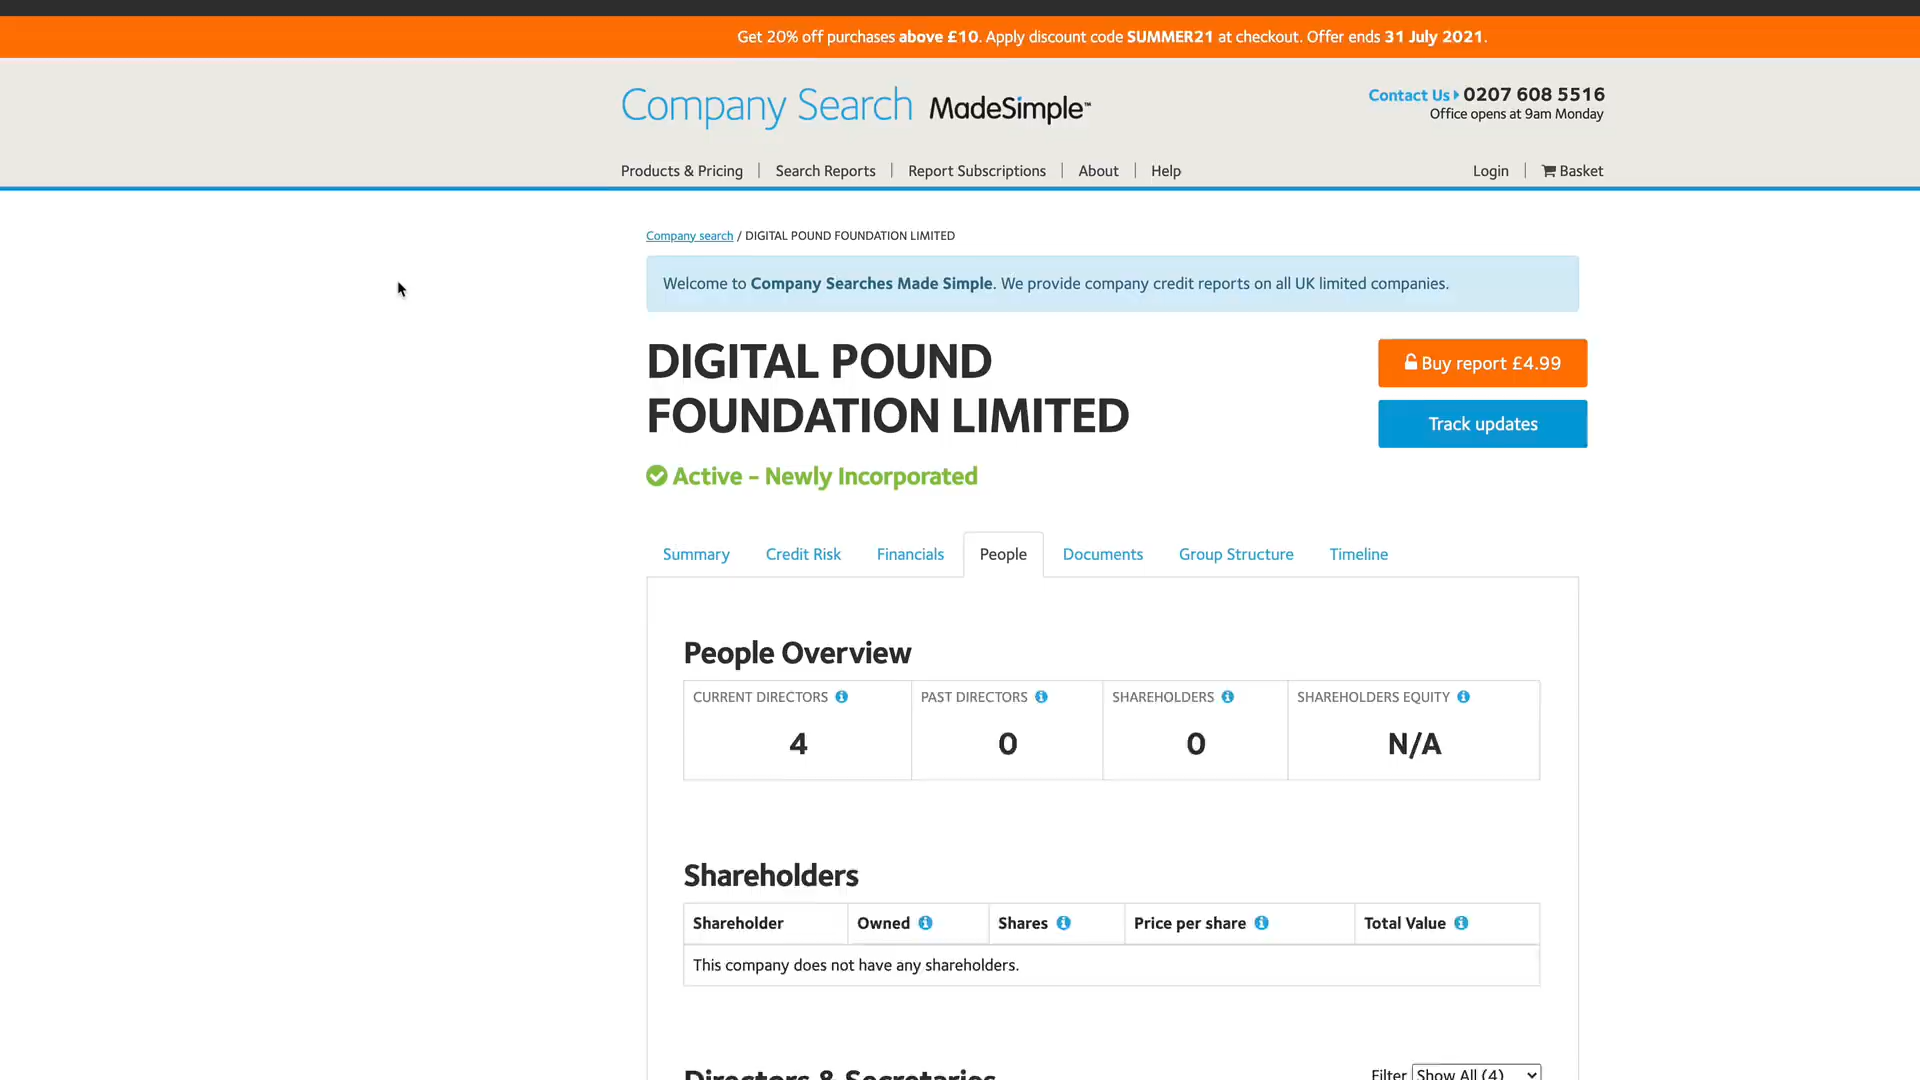 Get 20% off purchases above £10. Apply discount code SUMMER21 at checkout. Offer ends 31 July 2021.
Company Search MadeSimple™
Contact Us 0207 608 5516
Office opens at 9am Monday
Products & Pricing | Search Reports | Report Subscriptions | About | Help
Login | Basket
Company search / DIGITAL POUND FOUNDATION LIMITED
Welcome to Company Searches Made Simple. We provide company credit reports on all UK limited companies.
DIGITAL POUND
FOUNDATION LIMITED
Buy report £4.99
Track updates
Active - Newly Incorporated
Summary Credit Risk Financials People Documents Group Structure Timeline
People Overview
CURRENT DIRECTORS PAST DIRECTORS SHAREHOLDERS SHAREHOLDERS EQUITY
4 0 0 N/A
Shareholders
Shareholder Owned Shares Price per share Total Value
This company does not have any shareholders.
Directors & Secretaries
Filter Show All (4)